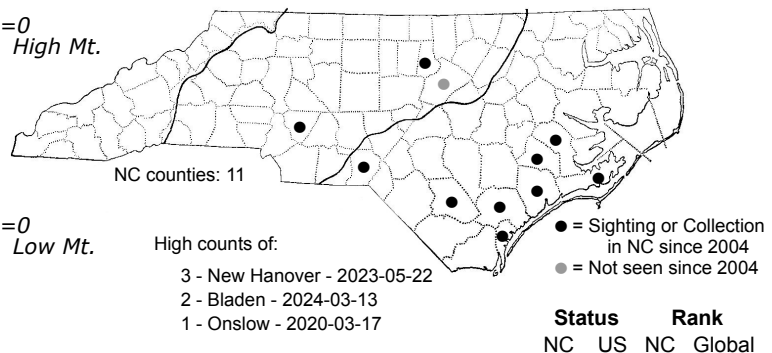 =0
High Mt.
NC counties: 11
=0
Low Mt.
High counts of:
3 - New Hanover - 2023-05-22
2 - Bladen - 2024-03-13
1 - Onslow - 2020-03-17
= Sighting or Collection
in NC since 2004
= Not seen since 2004
Status Rank
NC US NC Global